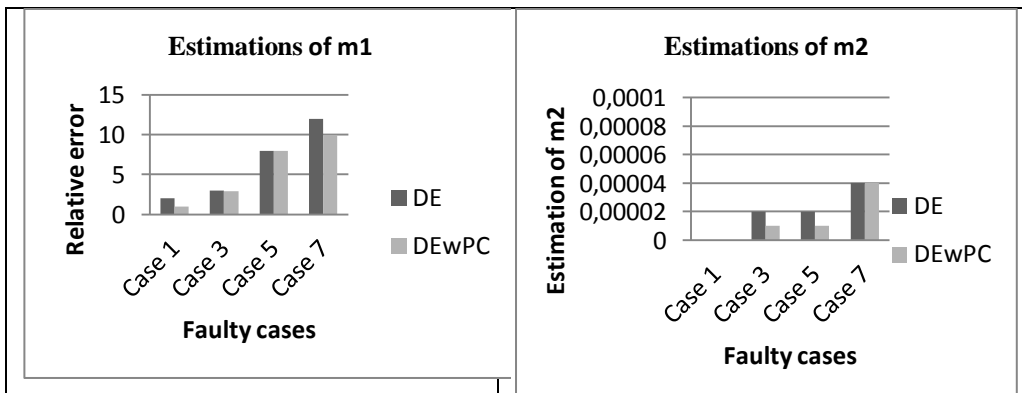 Estimations of m1
Relative error
15
10
5
0
Case 1
Case 3
Case 5
Case 7
Faulty cases
DE
DEwPC
Estimations of m2
Estimation of m2
0,0001
0,00008
0,00006
0,00004
0,00002
0
Case 1
Case 3
Case 5
Case 7
Faulty cases
DE
DEwPC